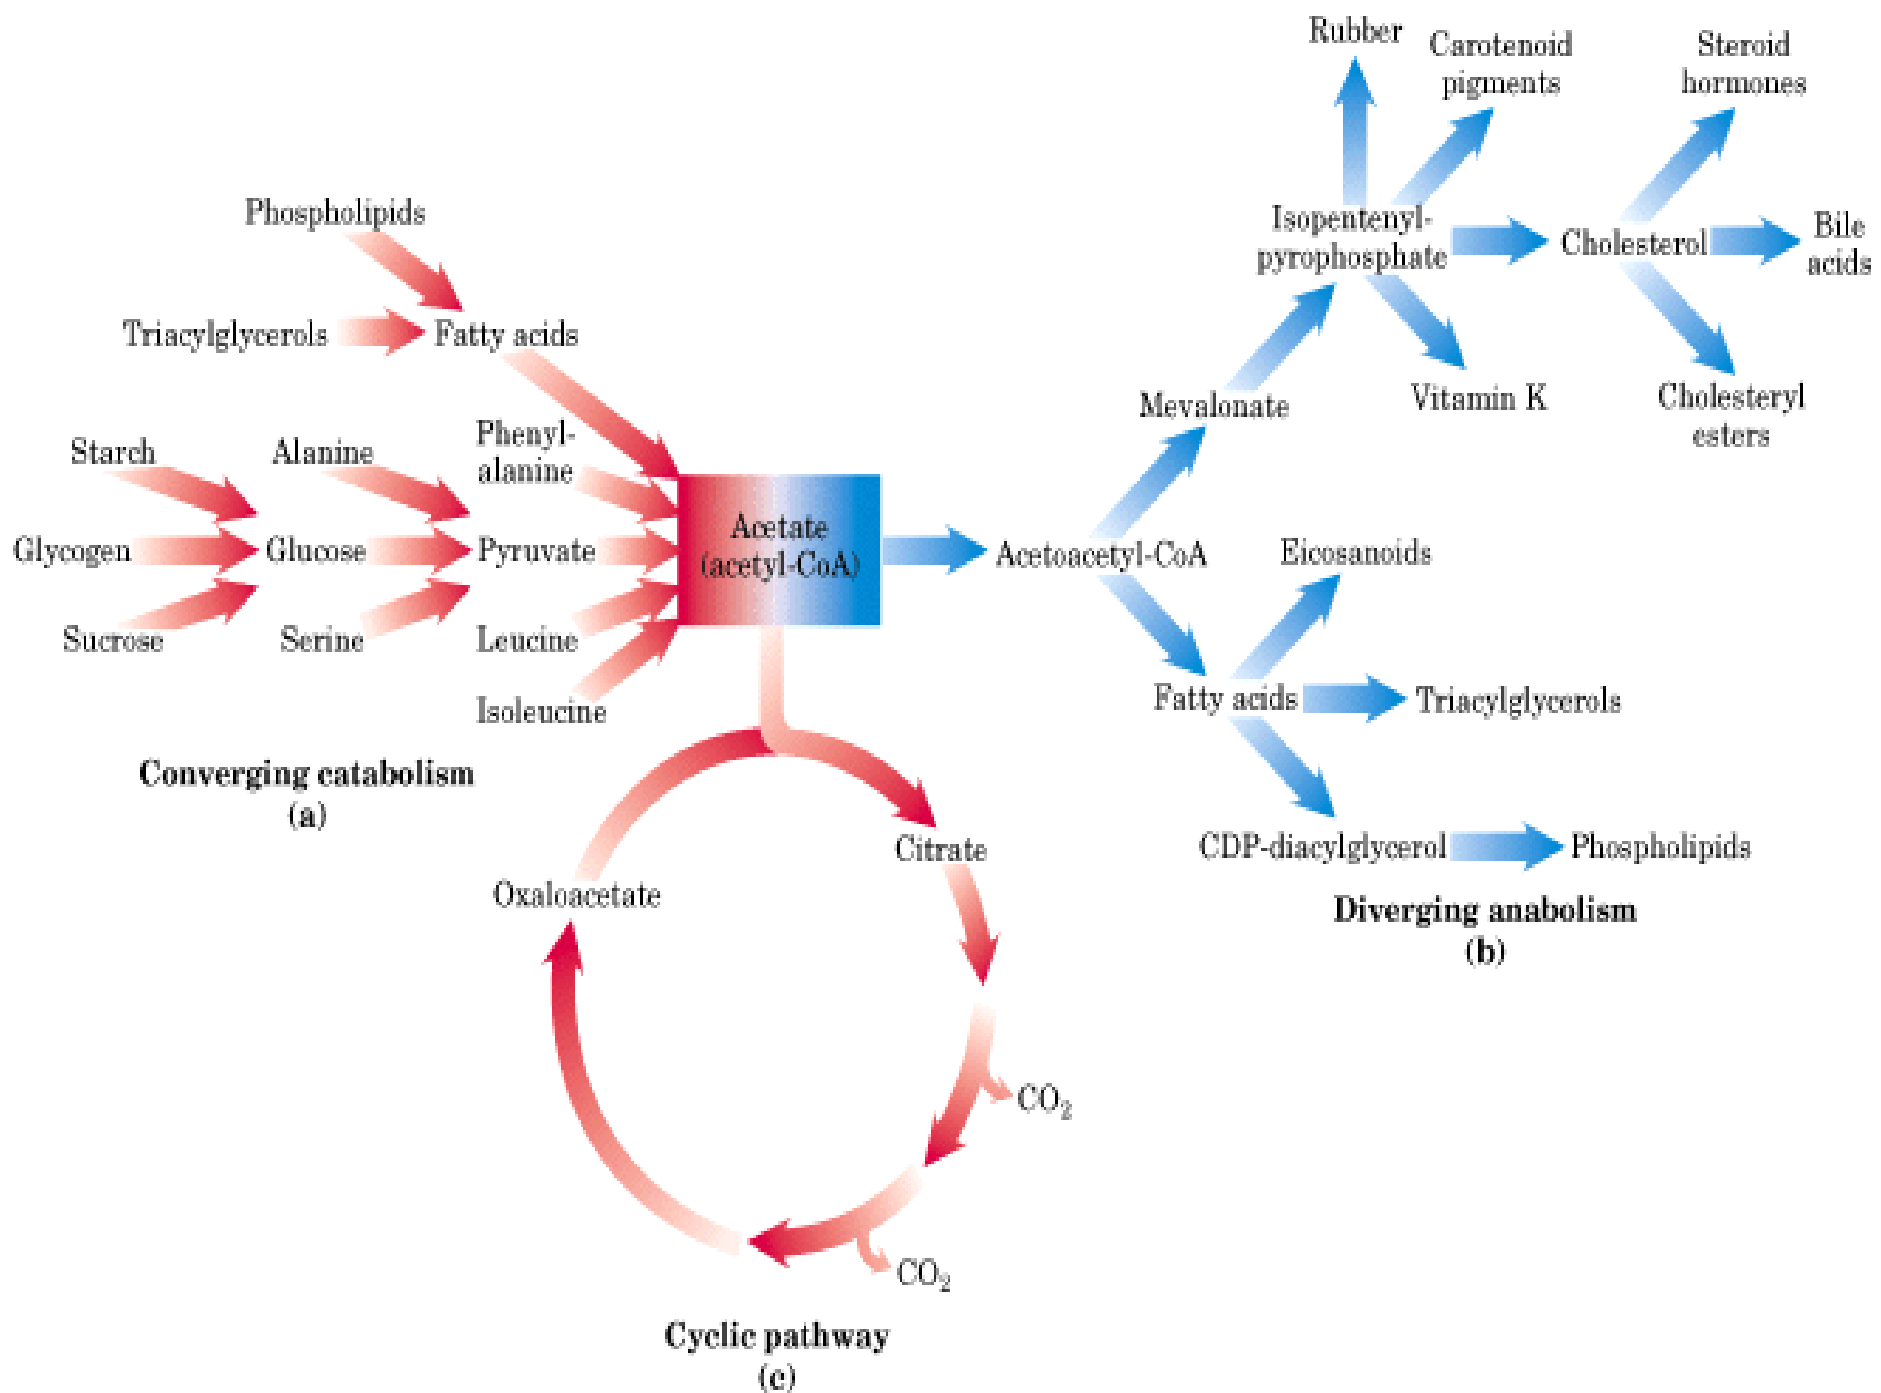 Rubber
Carotenoid
pigments
Steroid
hormones
Phospholipids
Isopentenyl-
pyrophosphate
Cholesterol
Bile
acids
Triacylglycerols
Fatty acids
Mevalonate
Vitamin K
Cholesteryl
esters
Starch
Alanine
Phenyl-
alanine
Glycogen
Glucose
Pyruvate
Acetate
(acetyl-CoA)
Acetoacetyl-CoA
Eicosanoids
Sucrose
Serine
Leucine
Isoleucine
Fatty acids
Triacylglycerols
Converging catabolism
(a)
Citrate
CDP-diacylglycerol
Phospholipids
Oxaloacetate
Diverging anabolism
(b)
CO₂
CO₂
Cyclic pathway
(c)